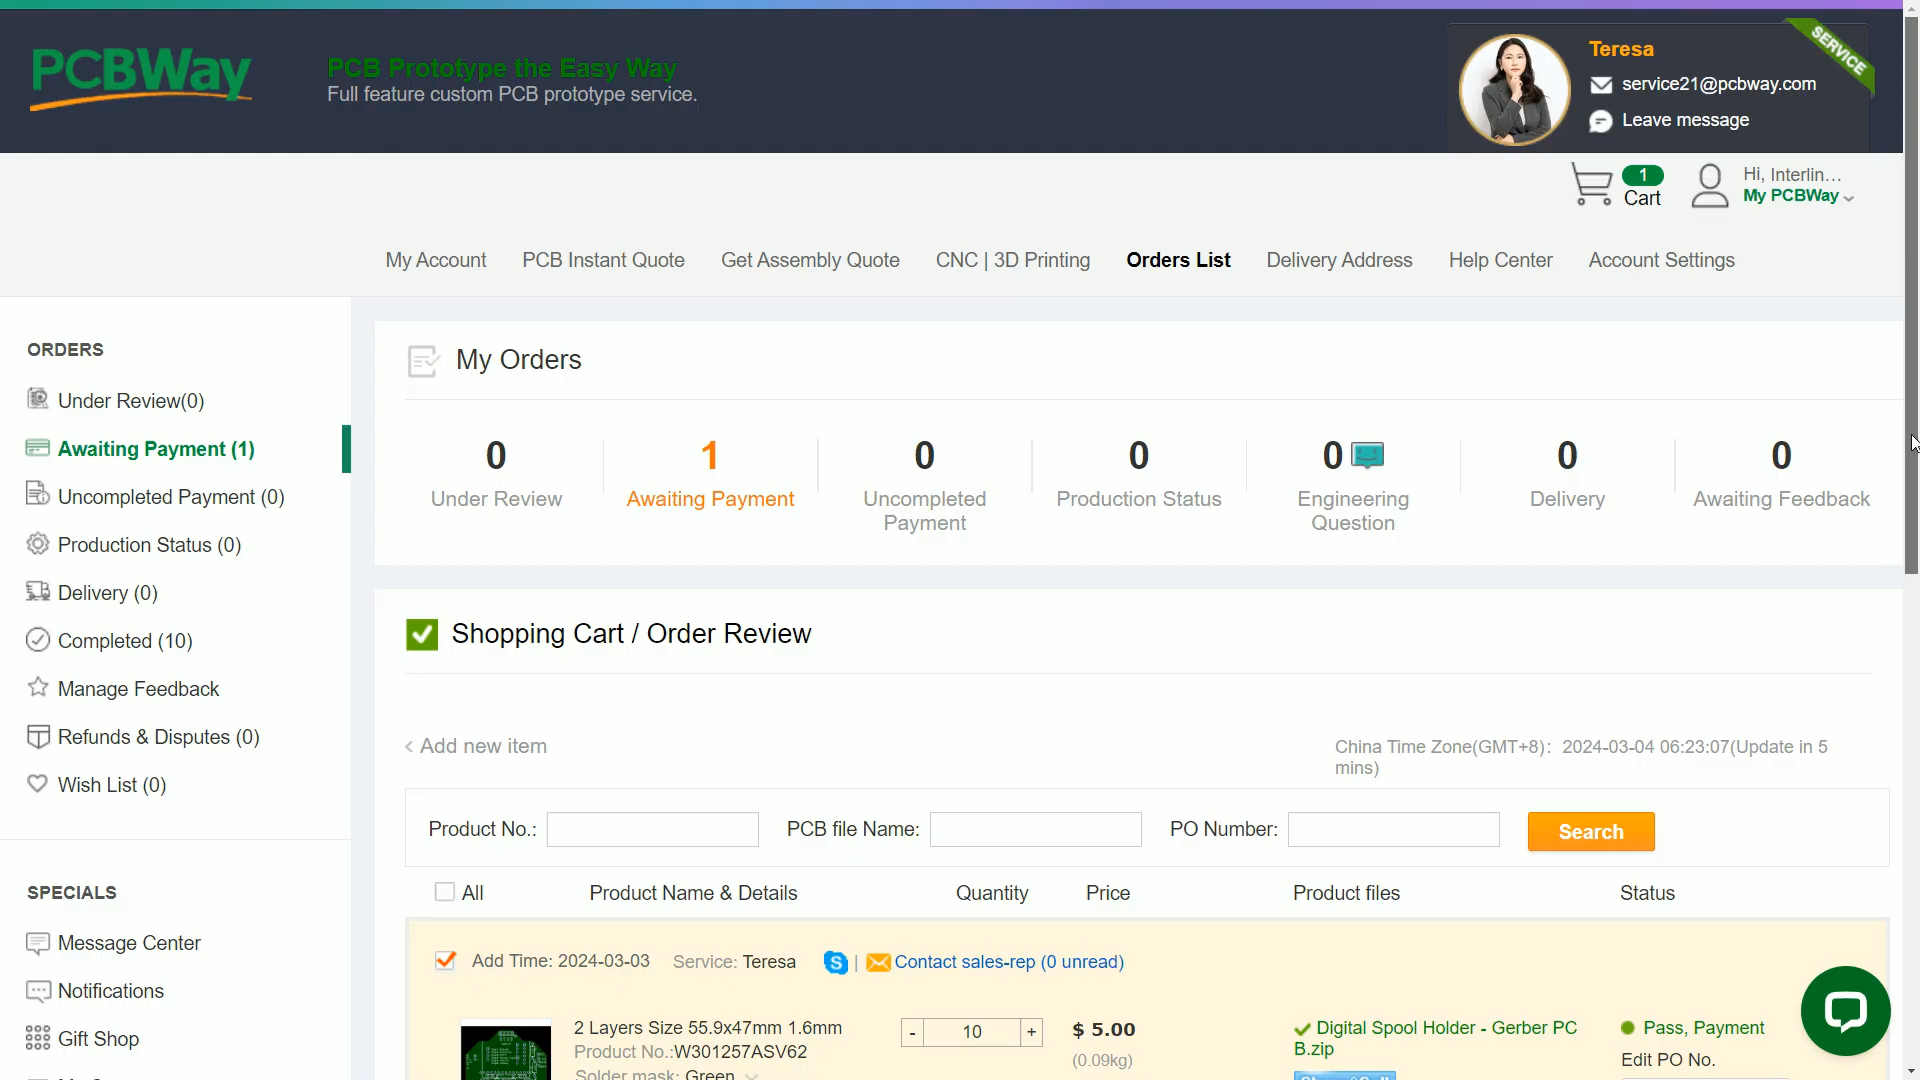 PCBWay
PCB Prototype the Easy Way
Full feature custom PCB prototype service.
Teresa
service21@pcbway.com
Leave message
SERVICE
1
Cart
Hi, Interlin...
My PCBWay
My Account
PCB Instant Quote
Get Assembly Quote
CNC | 3D Printing
Orders List
Delivery Address
Help Center
Account Settings
ORDERS
Under Review(0)
Awaiting Payment (1)
Uncompleted Payment (0)
Production Status (0)
Delivery (0)
Completed (10)
Manage Feedback
Refunds & Disputes (0)
Wish List (0)
SPECIALS
Message Center
Notifications
Gift Shop
My Orders
0
Under Review
1
Awaiting Payment
0
Uncompleted
Payment
0
Production Status
0
Engineering
Question
0
Delivery
0
Awaiting Feedback
Shopping Cart / Order Review
< Add new item
China Time Zone(GMT+8): 2024-03-04 06:23:07(Update in 5
mins)
Product No.:
PCB file Name:
PO Number:
Search
All
Product Name & Details
Quantity
Price
Product files
Status
Add Time: 2024-03-03
Service: Teresa
S |
Contact sales-rep (0 unread)
2 Layers Size 55.9x47mm 1.6mm
Product No.:W301257ASV62
Solder mask: Green
- 10 +
$ 5.00
(0.09kg)
Digital Spool Holder - Gerber PC
B.zip
Pass, Payment
Edit PO No.